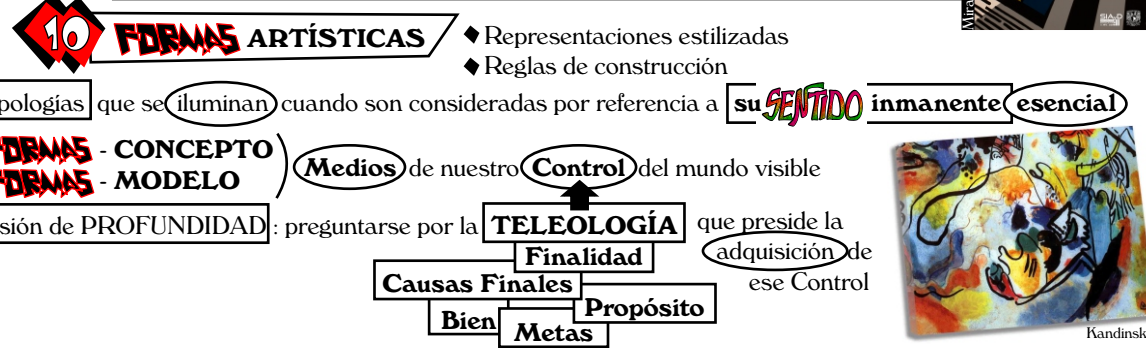 10 FORMAS ARTÍSTICAS
◆ Representaciones estilizadas
◆ Reglas de construcción
pologías que se iluminan cuando son consideradas por referencia a su SENTIDO inmanente esencial
FORMAS - CONCEPTO
FORMAS - MODELO
Medios de nuestro Control del mundo visible
sión de PROFUNDIDAD : preguntarse por la TELEOLOGÍA que preside la
adquisición de
ese Control
Finalidad
Causas Finales
Propósito
Bien
Metas
Mira
Kandinsk